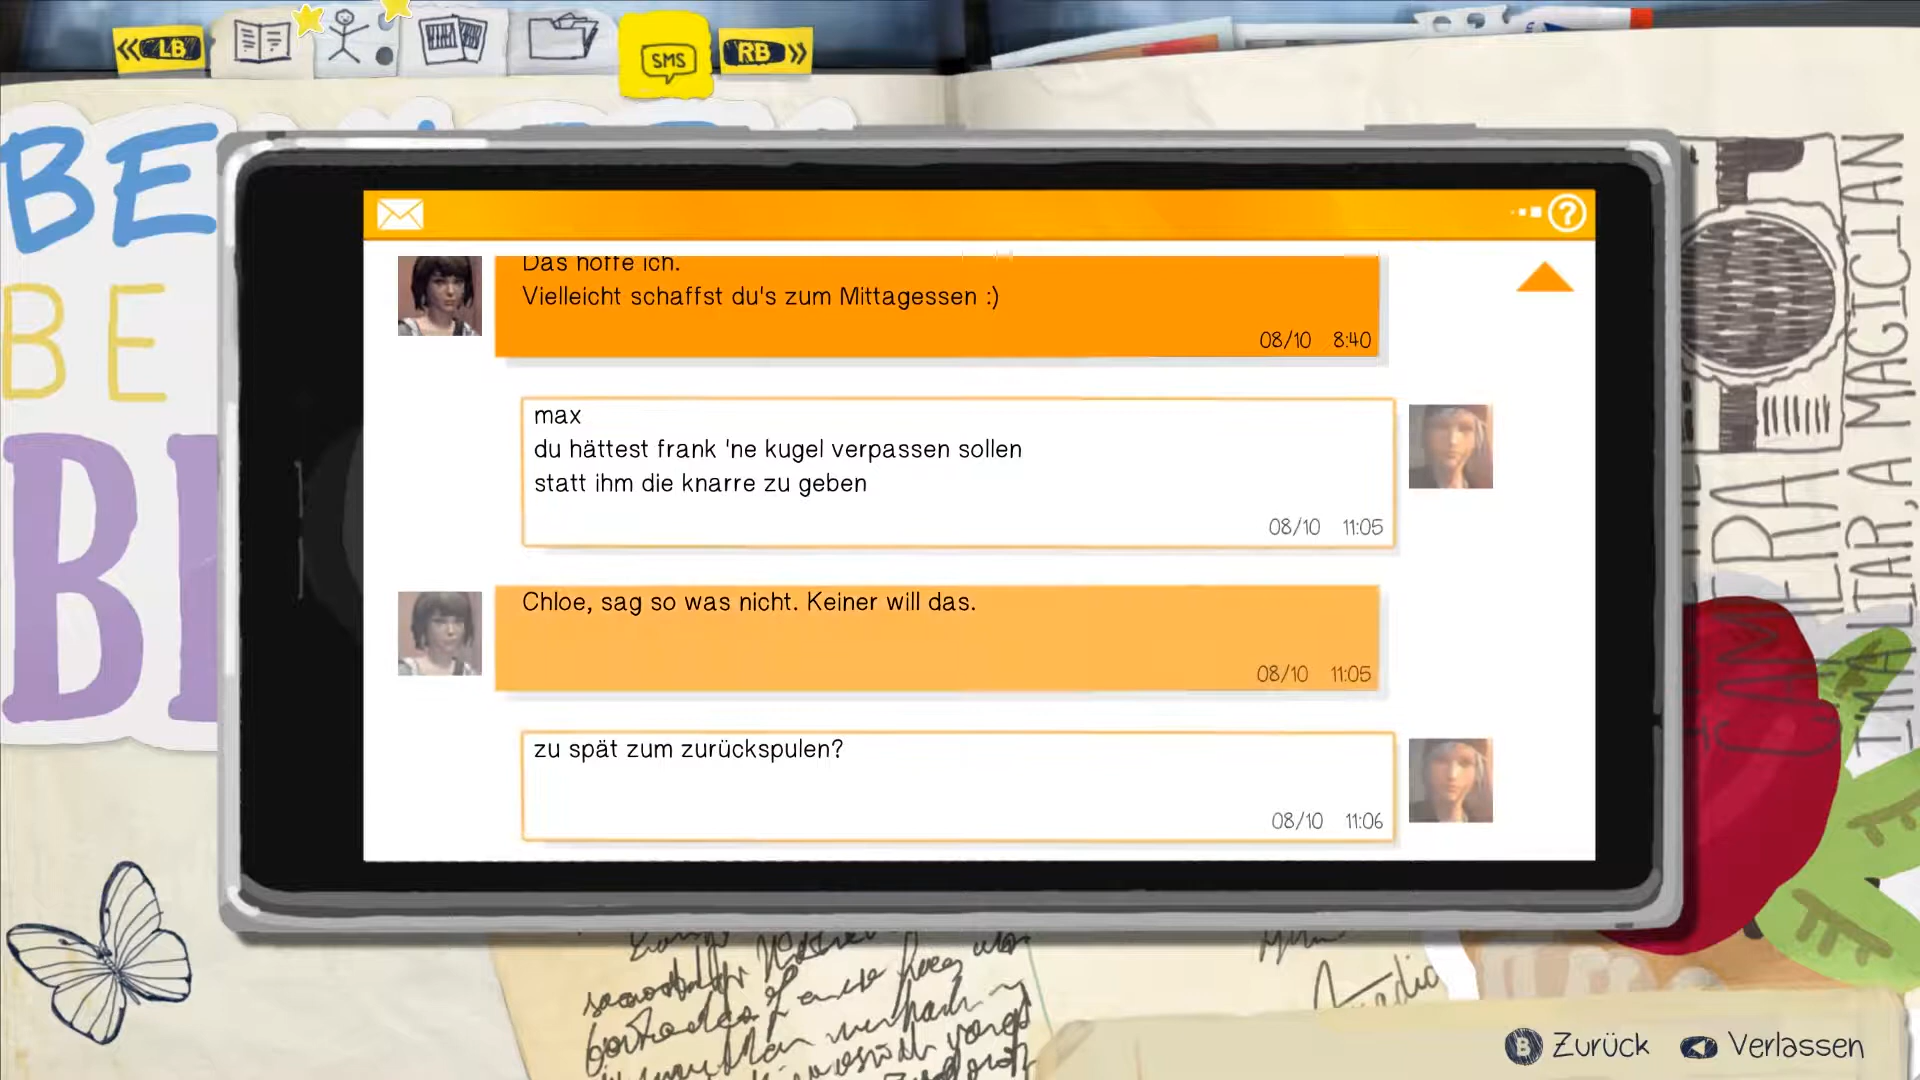 LB
SMS
RB
BE
BE
Das hoffe ich.
Vielleicht schaffst du's zum Mittagessen :)
08/10 8:40
max
du hättest frank 'ne kugel verpassen sollen
statt ihm die knarre zu geben
08/10 11:05
Chloe, sag so was nicht. Keiner will das.
08/10 11:05
zu spät zum zurückspulen?
08/10 11:06
CAMERA
I'M A LIAR, A MAGICIAN
B Zurück
Verlassen